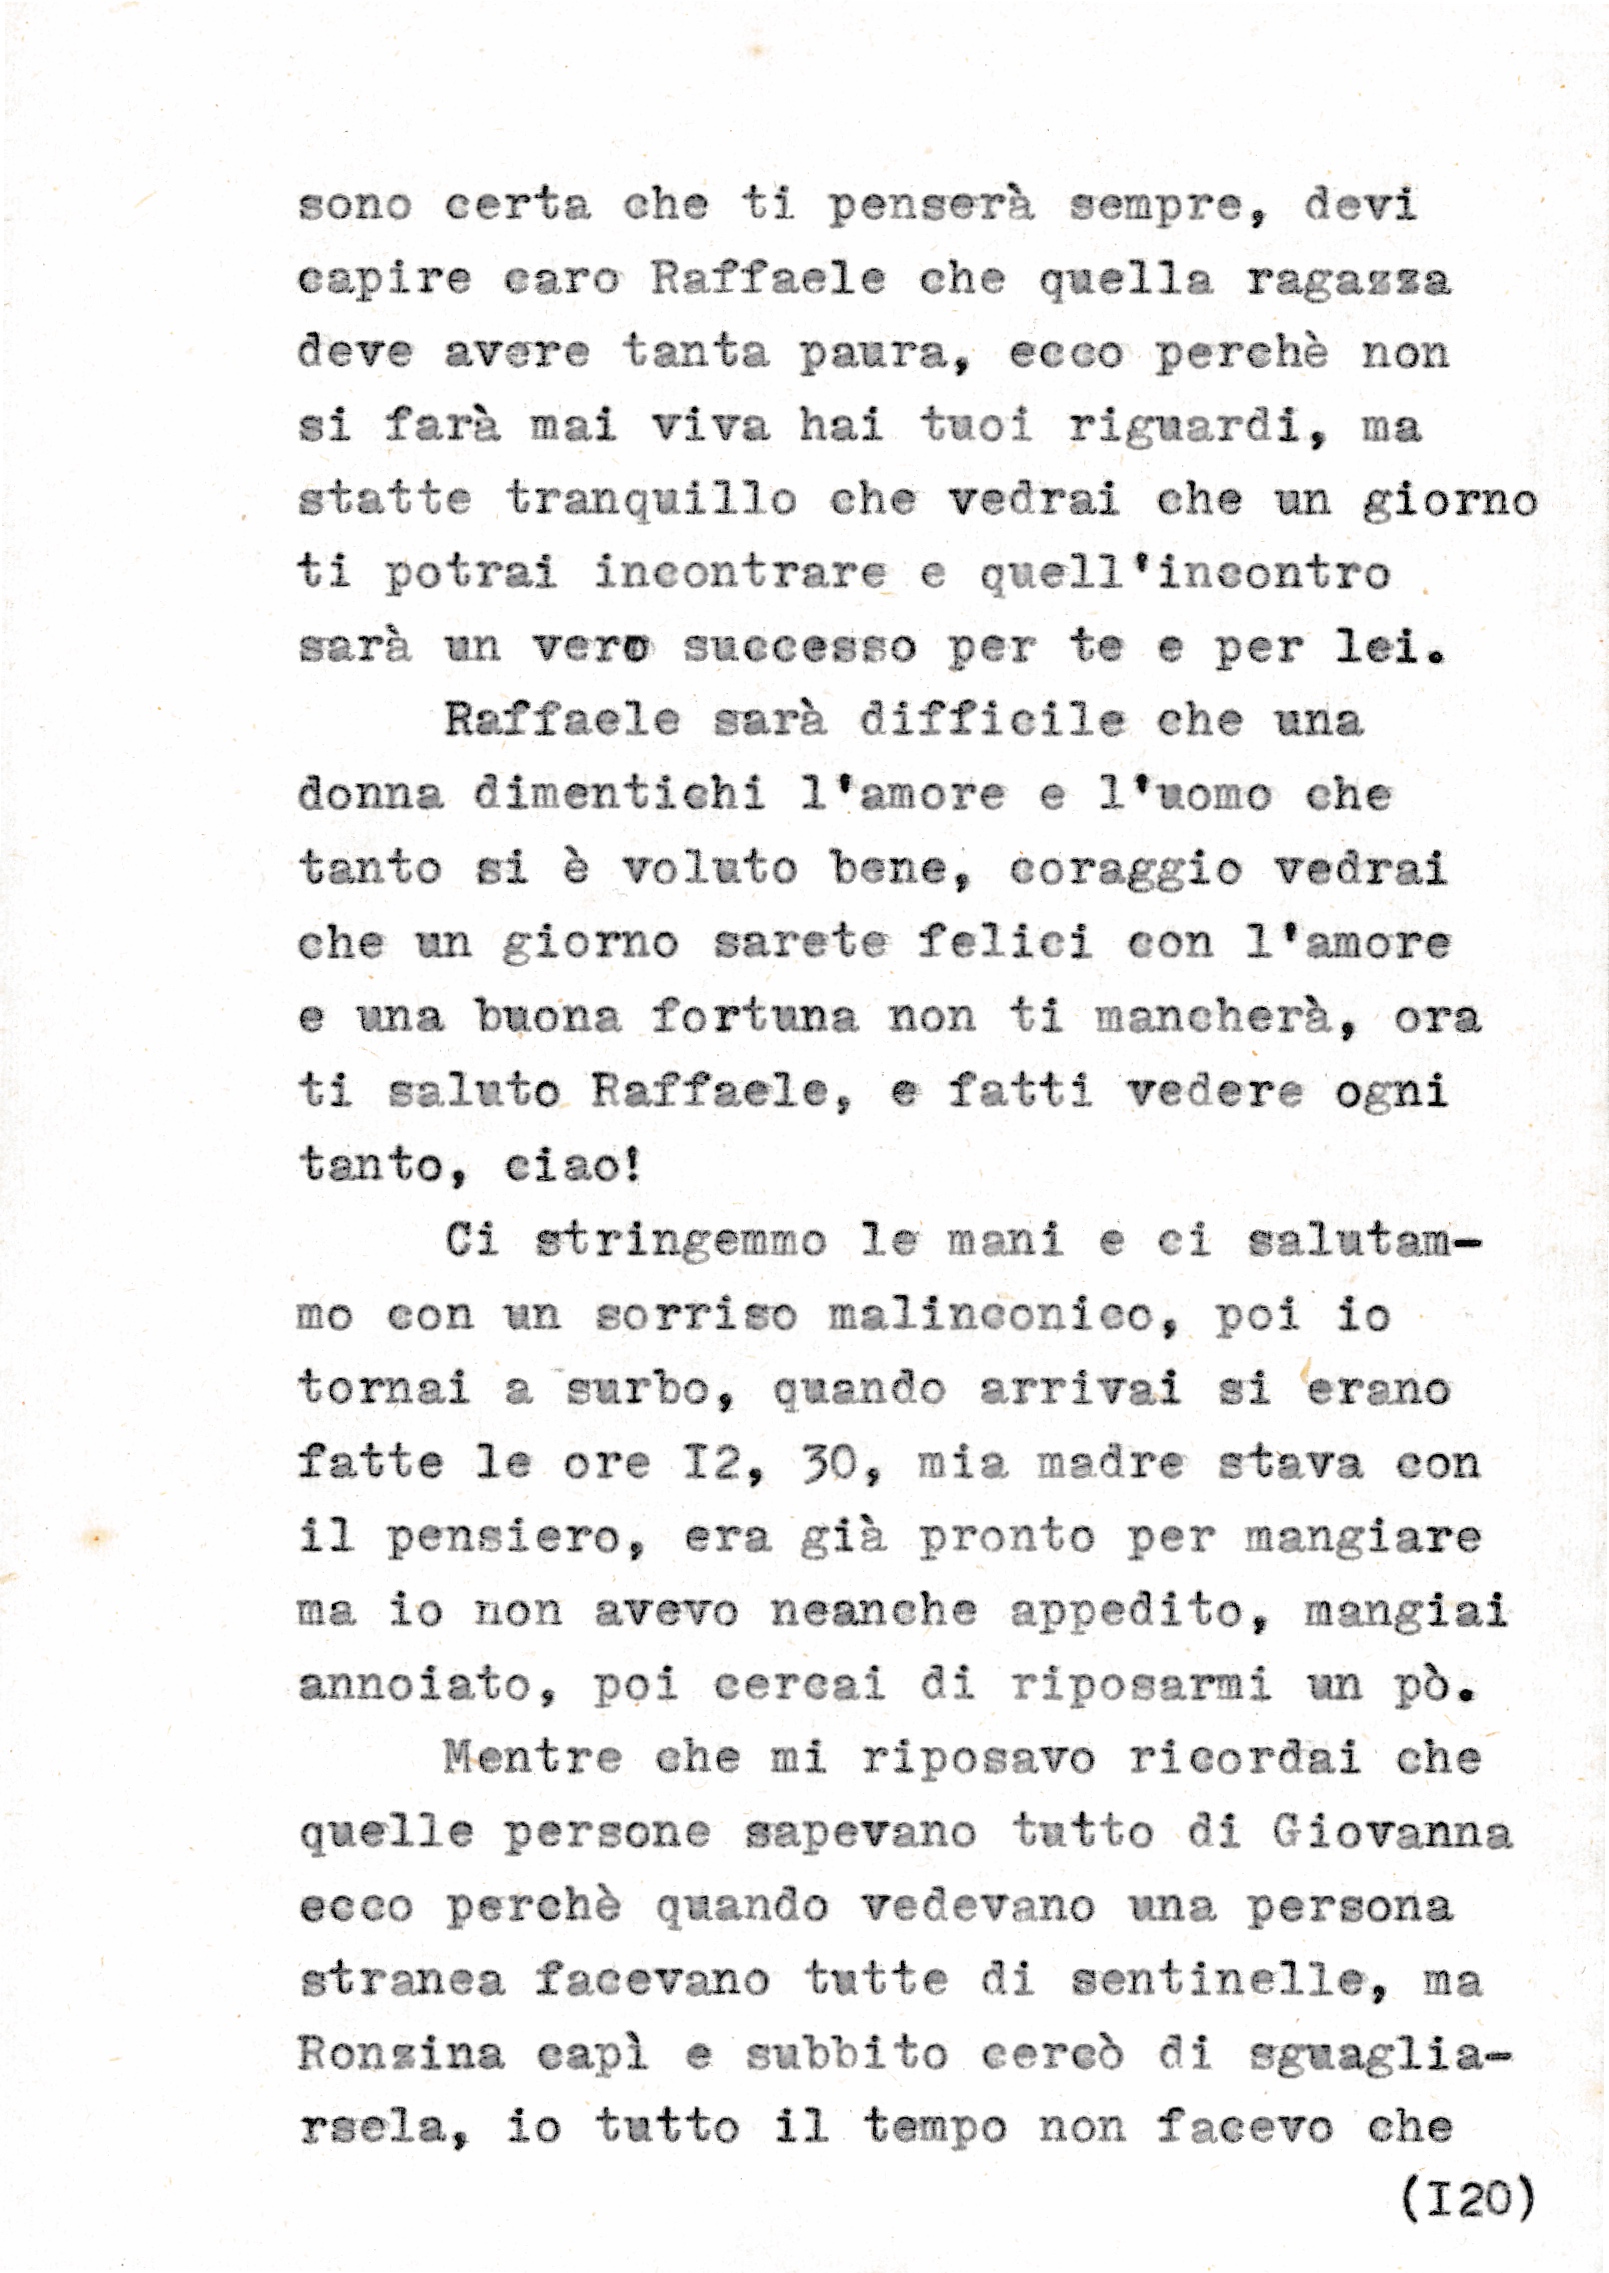 sono certa che ti penserà sempre, devi
capire caro Raffaele che quella ragazza
deve avere tanta paura, ecco perchè non
si farà mai viva hai tuoi riguardi, ma
statte tranquillo che vedrai che un giorno
ti potrai incontrare e quell'incontro
sarà un vero successo per te e per lei.
Raffaele sarà difficile che una
donna dimentichi l'amore e l'uomo che
tanto si è voluto bene, coraggio vedrai
che un giorno sarete felici con l'amore
e una buona fortuna non ti mancherà, ora
ti saluto Raffaele, e fatti vedere ogni
tanto, ciao!
Ci stringemmo le mani e ci salutam-
mo con un sorriso malinconico, poi io
tornai a surbo, quando arrivai si erano
fatte le ore I2, 30, mia madre stava con
il pensiero, era già pronto per mangiare
ma io non avevo neanche appedito, mangiai
annoiato, poi cercai di riposarmi un pò.
Mentre che mi riposavo ricordai che
quelle persone sapevano tutto di Giovanna
ecco perchè quando vedevano una persona
stranea facevano tutte di sentinelle, ma
Ronzina capì e subbito cercò di sguaglia-
rsela, io tutto il tempo non facevo che
(I20)